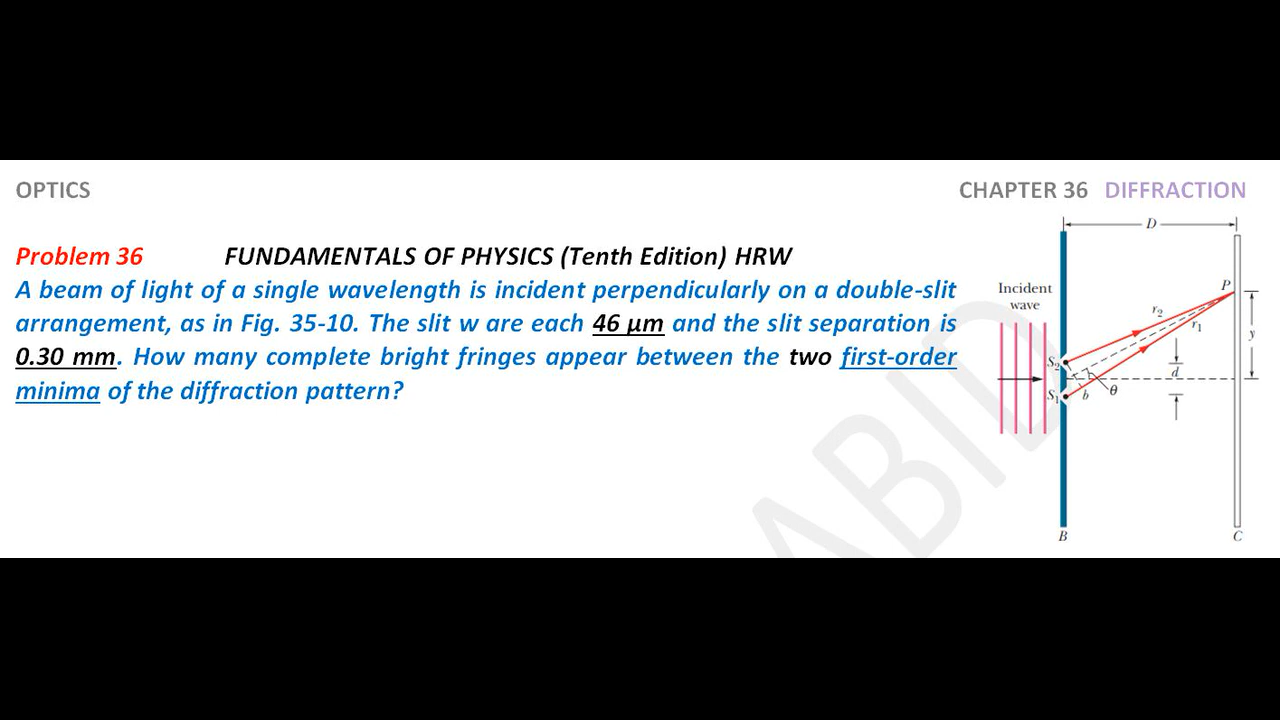 OPTICS
CHAPTER 36 DIFFRACTION
Problem 36 FUNDAMENTALS OF PHYSICS (Tenth Edition) HRW
A beam of light of a single wavelength is incident perpendicularly on a double-slit
arrangement, as in Fig. 35-10. The slit w are each 46 μm and the slit separation is
0.30 mm. How many complete bright fringes appear between the two first-order
minima of the diffraction pattern?
D
Incident
wave
P
r2
r1
y
S2
d
S1
b
θ
B
C
ABID